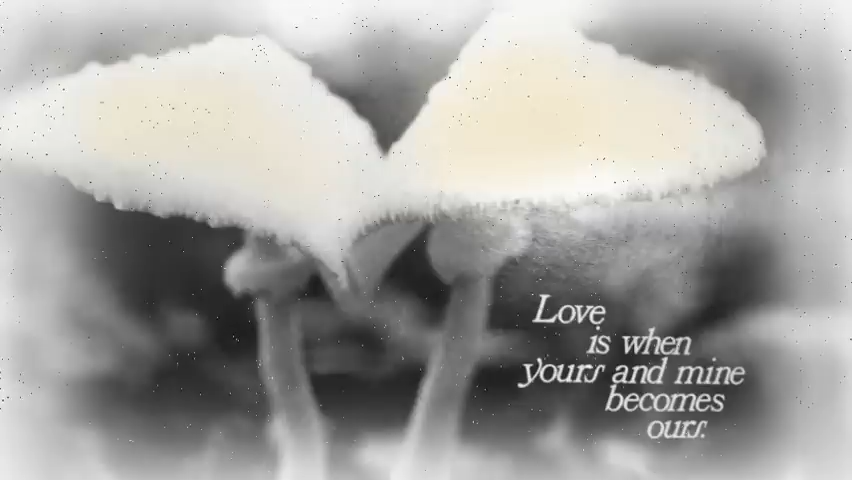 Love
is when
yours and mine
becomes
ours.